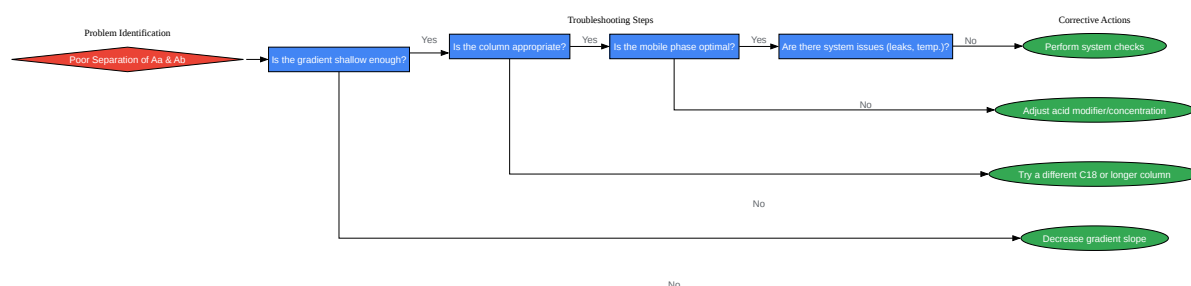 Problem Identification
Troubleshooting Steps
Corrective Actions
Poor Separation of Aa & Ab
Is the gradient shallow enough?
Yes
Is the column appropriate?
Yes
Is the mobile phase optimal?
Yes
Are there system issues (leaks, temp.)?
No
Perform system checks
No
Adjust acid modifier/concentration
Try a different C18 or longer column
No
Decrease gradient slope
No